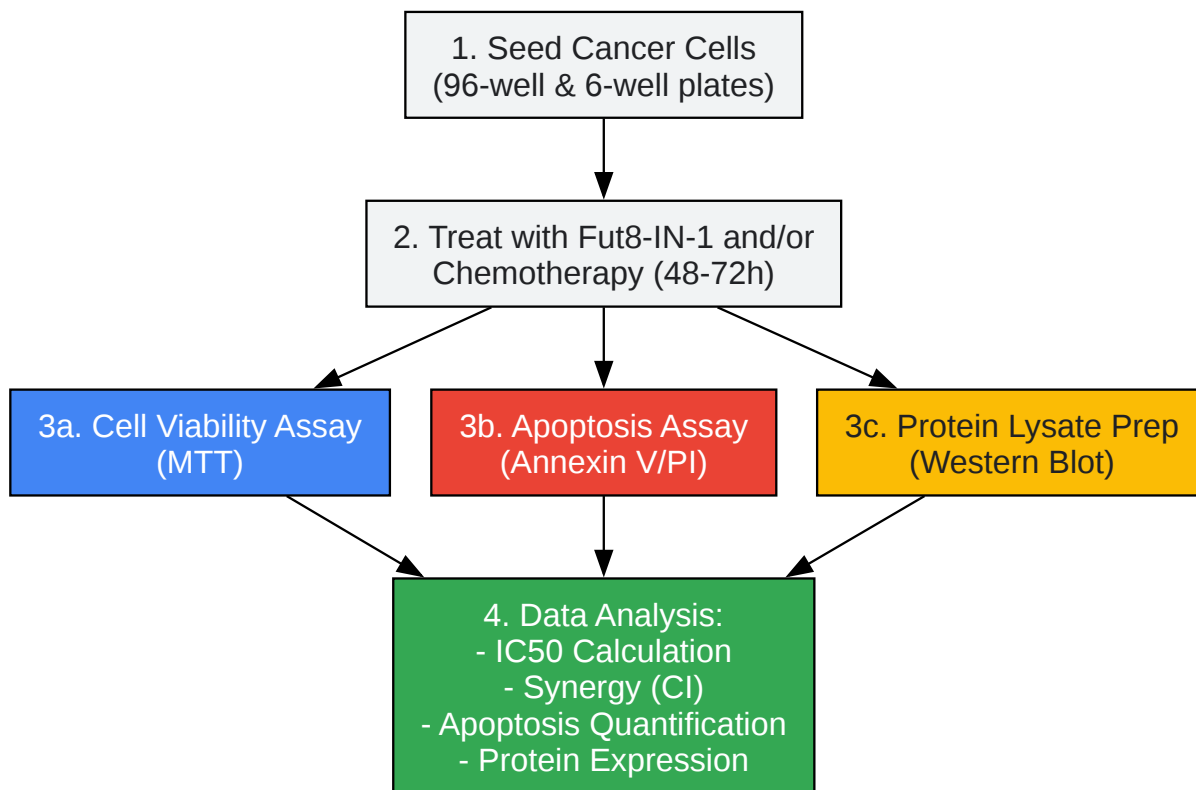 1. Seed Cancer Cells
(96-well & 6-well plates)
2. Treat with Fut8-IN-1 and/or
Chemotherapy (48-72h)
3a. Cell Viability Assay
(MTT)
3b. Apoptosis Assay
(Annexin V/PI)
3c. Protein Lysate Prep
(Western Blot)
4. Data Analysis:
- IC50 Calculation
- Synergy (CI)
- Apoptosis Quantification
- Protein Expression